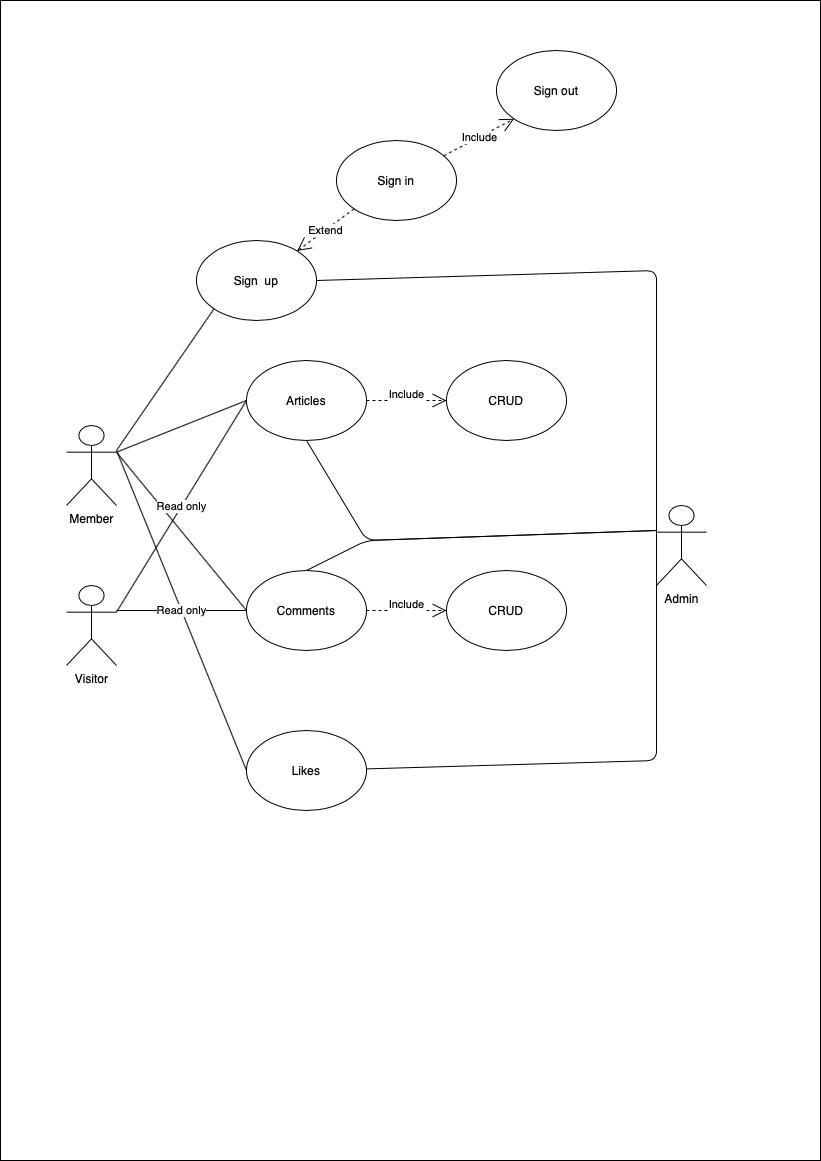 Sign out
Include
Sign in
Extend
Sign  up
Articles
Include
CRUD
Member
Read only
Admin
Visitor
Read only
Comments
Include
CRUD
Likes